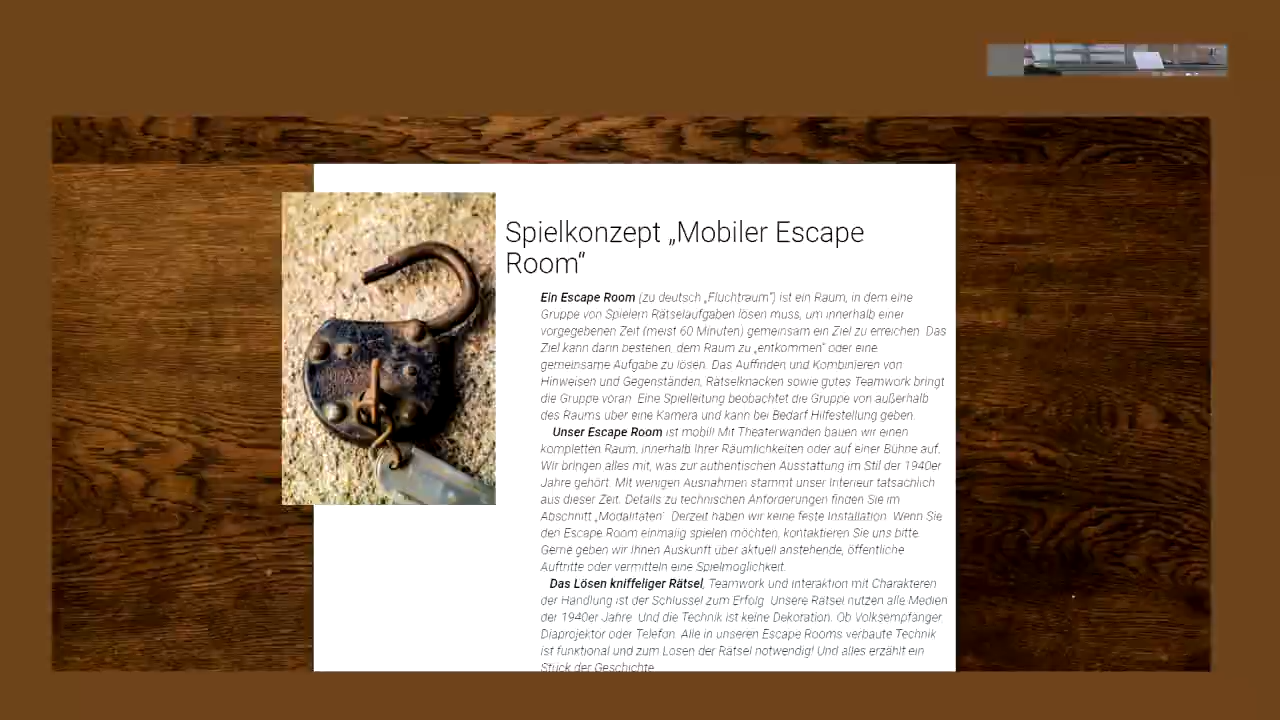 Spielkonzept „Mobiler Escape
Room“
Ein Escape Room (zu deutsch „Fluchtraum“) ist ein Raum, in dem eine
Gruppe von Spielern Rätselaufgaben lösen muss, um innerhalb einer
vorgegebenen Zeit (meist 60 Minuten) gemeinsam ein Ziel zu erreichen. Das
Ziel kann darin bestehen, dem Raum zu „entkommen“ oder eine
gemeinsame Aufgabe zu lösen. Das Auffinden und Kombinieren von
Hinweisen und Gegenständen, Rätselknacken sowie gutes Teamwork bringt
die Gruppe voran. Eine Spielleitung beobachtet die Gruppe von außerhalb
des Raums über eine Kamera und kann bei Bedarf Hilfestellung geben.
Unser Escape Room ist mobil! Mit Theaterwänden bauen wir einen
kompletten Raum, innerhalb Ihrer Räumlichkeiten oder auf einer Bühne auf.
Wir bringen alles mit, was zur authentischen Ausstattung im Stil der 1940er
Jahre gehört. Mit wenigen Ausnahmen stammt unser Interieur tatsächlich
aus dieser Zeit. Details zu technischen Anforderungen finden Sie im
Abschnitt „Modalitäten“. Derzeit haben wir keine feste Installation. Wenn Sie
den Escape Room einmalig spielen möchten, kontaktieren Sie uns bitte.
Gerne geben wir Ihnen Auskunft über aktuell anstehende, öffentliche
Auftritte oder vermitteln eine Spielmöglichkeit.
Das Lösen kniffeliger Rätsel, Teamwork und Interaktion mit Charakteren
der Handlung ist der Schlüssel zum Erfolg. Unsere Rätsel nutzen alle Medien
der 1940er Jahre. Und die Technik ist keine Dekoration. Ob Volksempfänger
Diaprojektor oder Telefon. Alle in unseren Escape Rooms verbaute Technik
ist funktional und zum Lösen der Rätsel notwendig! Und alles erzählt ein
Stück der Geschichte